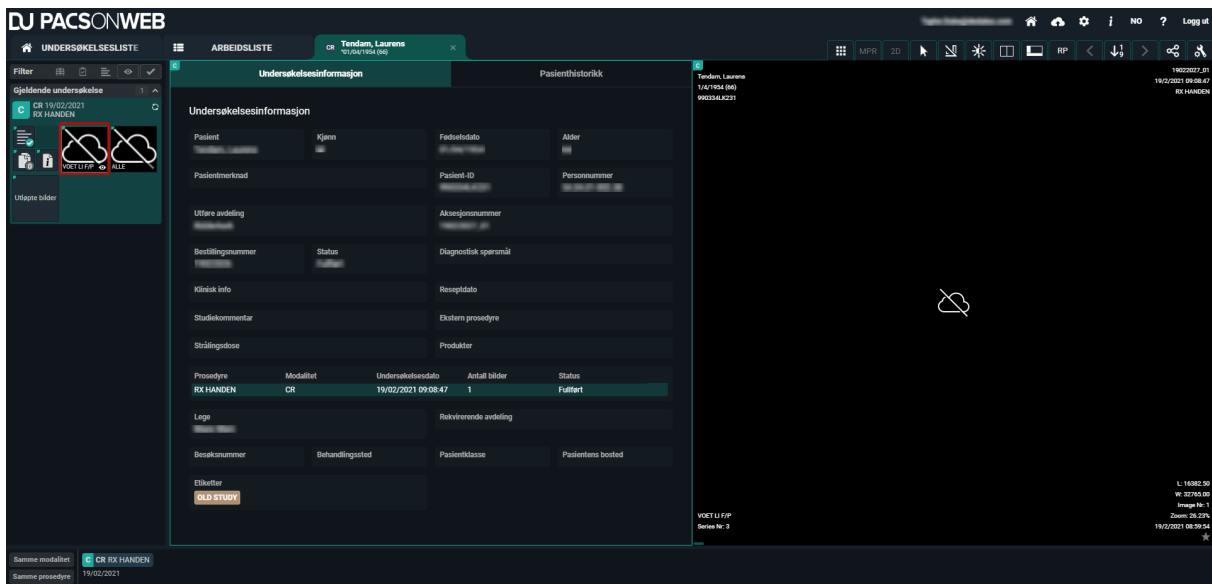 DJ PACSONWEB
NO ? Logg ut
UNDERSØKELSESLISTE
ARBEIDSLISTE
CR Tendam, Laurens
°01/04/1954 (66)
MPR 2D
RP
Filter
Gjeldende undersøkelse 1
C CR 19/02/2021
RX HANDEN
VOET LI F/P
ALLE
Utløpte bilder
C
Undersøkelsesinformasjon
Pasienthistorikk
Undersøkelsesinformasjon
Pasient
Kjønn
Fødselsdato
Alder
Pasientmerknad
Pasient-ID
Personnummer
Utføre avdeling
Aksesjonsnummer
Bestillingsnummer
Status
Diagnostisk spørsmål
Klinisk info
Reseptdato
Studiekommentar
Ekstern prosedyre
Strålingsdose
Produkter
Prosedyre Modalitet Undersøkelsesdato Antall bilder Status
RX HANDEN CR 19/02/2021 09:08:47 1 Fullført
Lege
Rekvirerende avdeling
Besøksnummer
Behandlingssted
Pasientklasse
Pasientens bosted
Etiketter
OLD STUDY
C
Tendam, Laurens
1/4/1954 (66)
990334LK231
19022027_01
19/2/2021 09:08:47
RX HANDEN
VOET LI F/P
Series Nr: 3
L: 16382.50
W: 32765.00
Image Nr: 1
Zoom: 26.23%
19/2/2021 08:59:54
Samme modalitet
Samme prosedyre
C CR RX HANDEN
19/02/2021